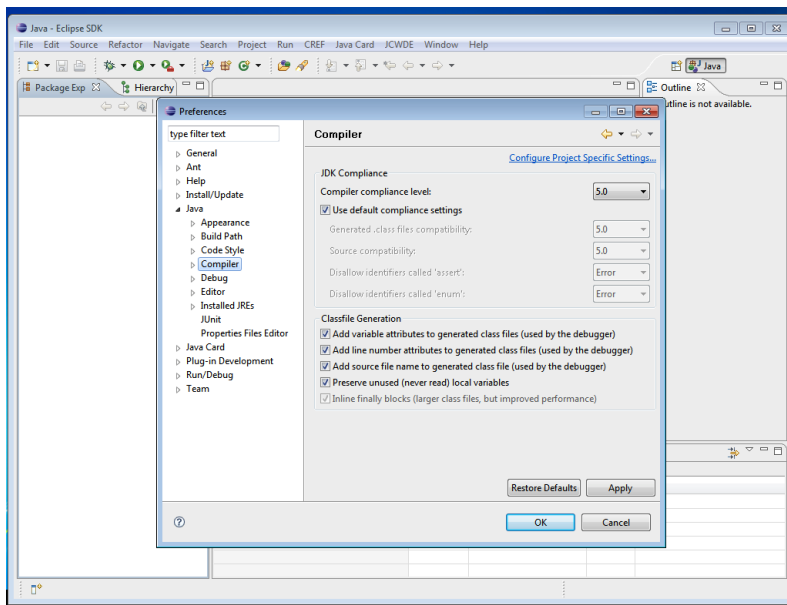 Java - Eclipse SDK
File Edit Source Refactor Navigate Search Project Run CREF Java Card JCWDE Window Help
Java
Package Exp Hierarchy
Outline
utline is not available.
Preferences
type filter text
General
Ant
Help
Install/Update
Java
Appearance
Build Path
Code Style
Compiler
Debug
Editor
Installed JREs
JUnit
Properties Files Editor
Java Card
Plug-in Development
Run/Debug
Team
Compiler
Configure Project Specific Settings...
JDK Compliance
Compiler compliance level: 5.0
Use default compliance settings
Generated .class files compatibility: 5.0
Source compatibility: 5.0
Disallow identifiers called 'assert': Error
Disallow identifiers called 'enum': Error
Classfile Generation
Add variable attributes to generated class files (used by the debugger)
Add line number attributes to generated class files (used by the debugger)
Add source file name to generated class file (used by the debugger)
Preserve unused (never read) local variables
Inline finally blocks (larger class files, but improved performance)
Restore Defaults Apply
OK Cancel